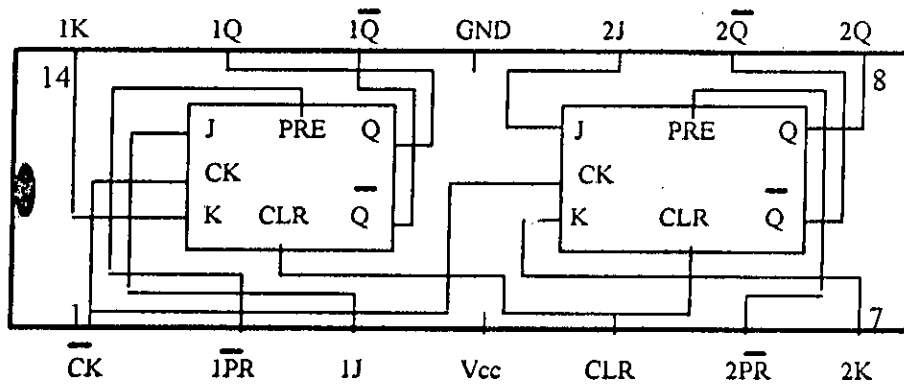 1K 1Q 1Q̅ GND 2J 2Q̅ 2Q
14 8
J PRE Q J PRE Q
CK CK
K CLR Q̅ K CLR Q̅
1 7
C̅K̅ 1P̅R̅ 1J Vcc CLR 2P̅R̅ 2K